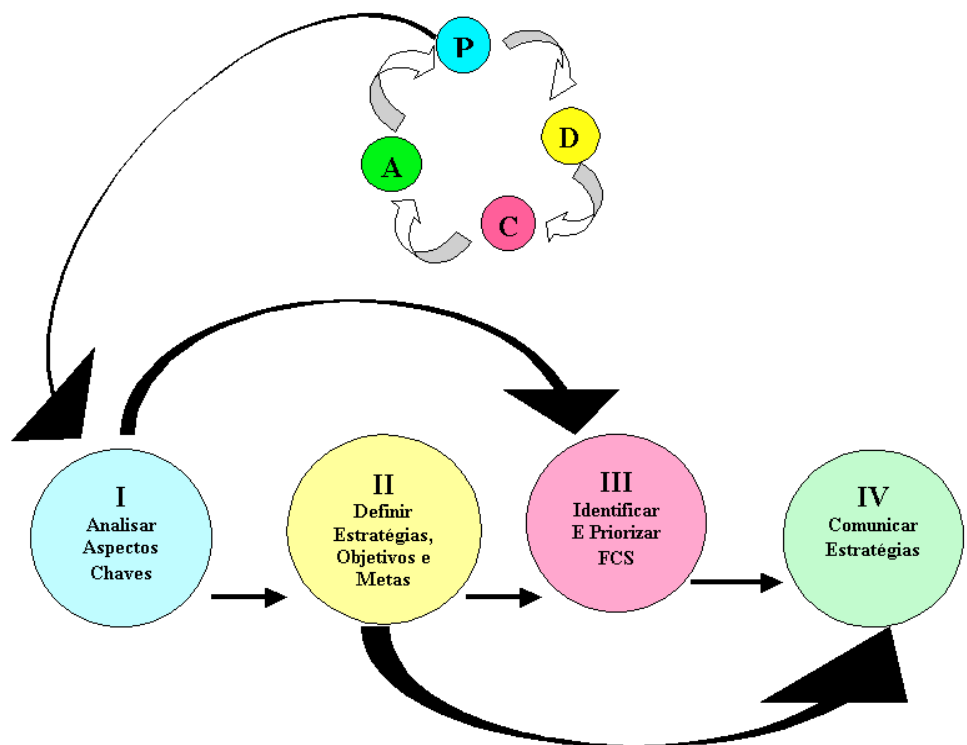 P
D
C
A
I
Analisar
Aspectos
Chaves
II
Definir
Estratégias,
Objetivos e
Metas
III
Identificar
E Priorizar
FCS
IV
Comunicar
Estratégias